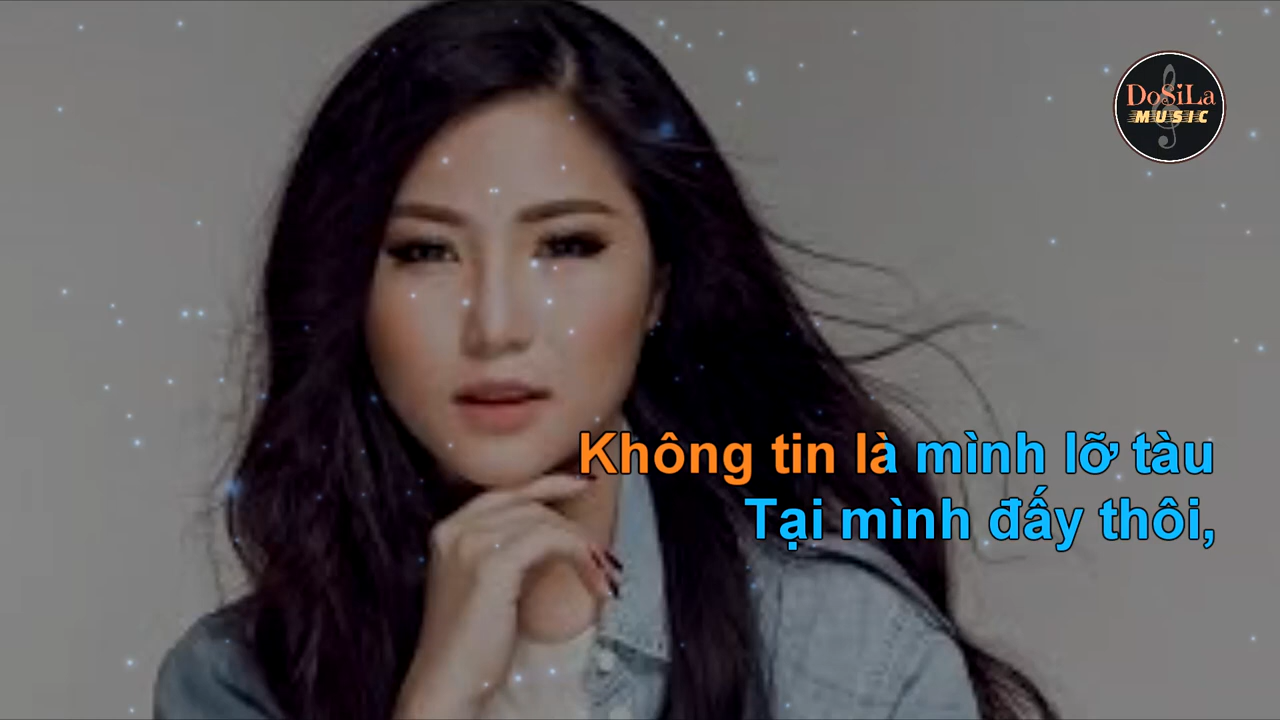 DoSiLa
MUSIC
Không tin là mình lỡ tàu
Tại mình đấy thôi,